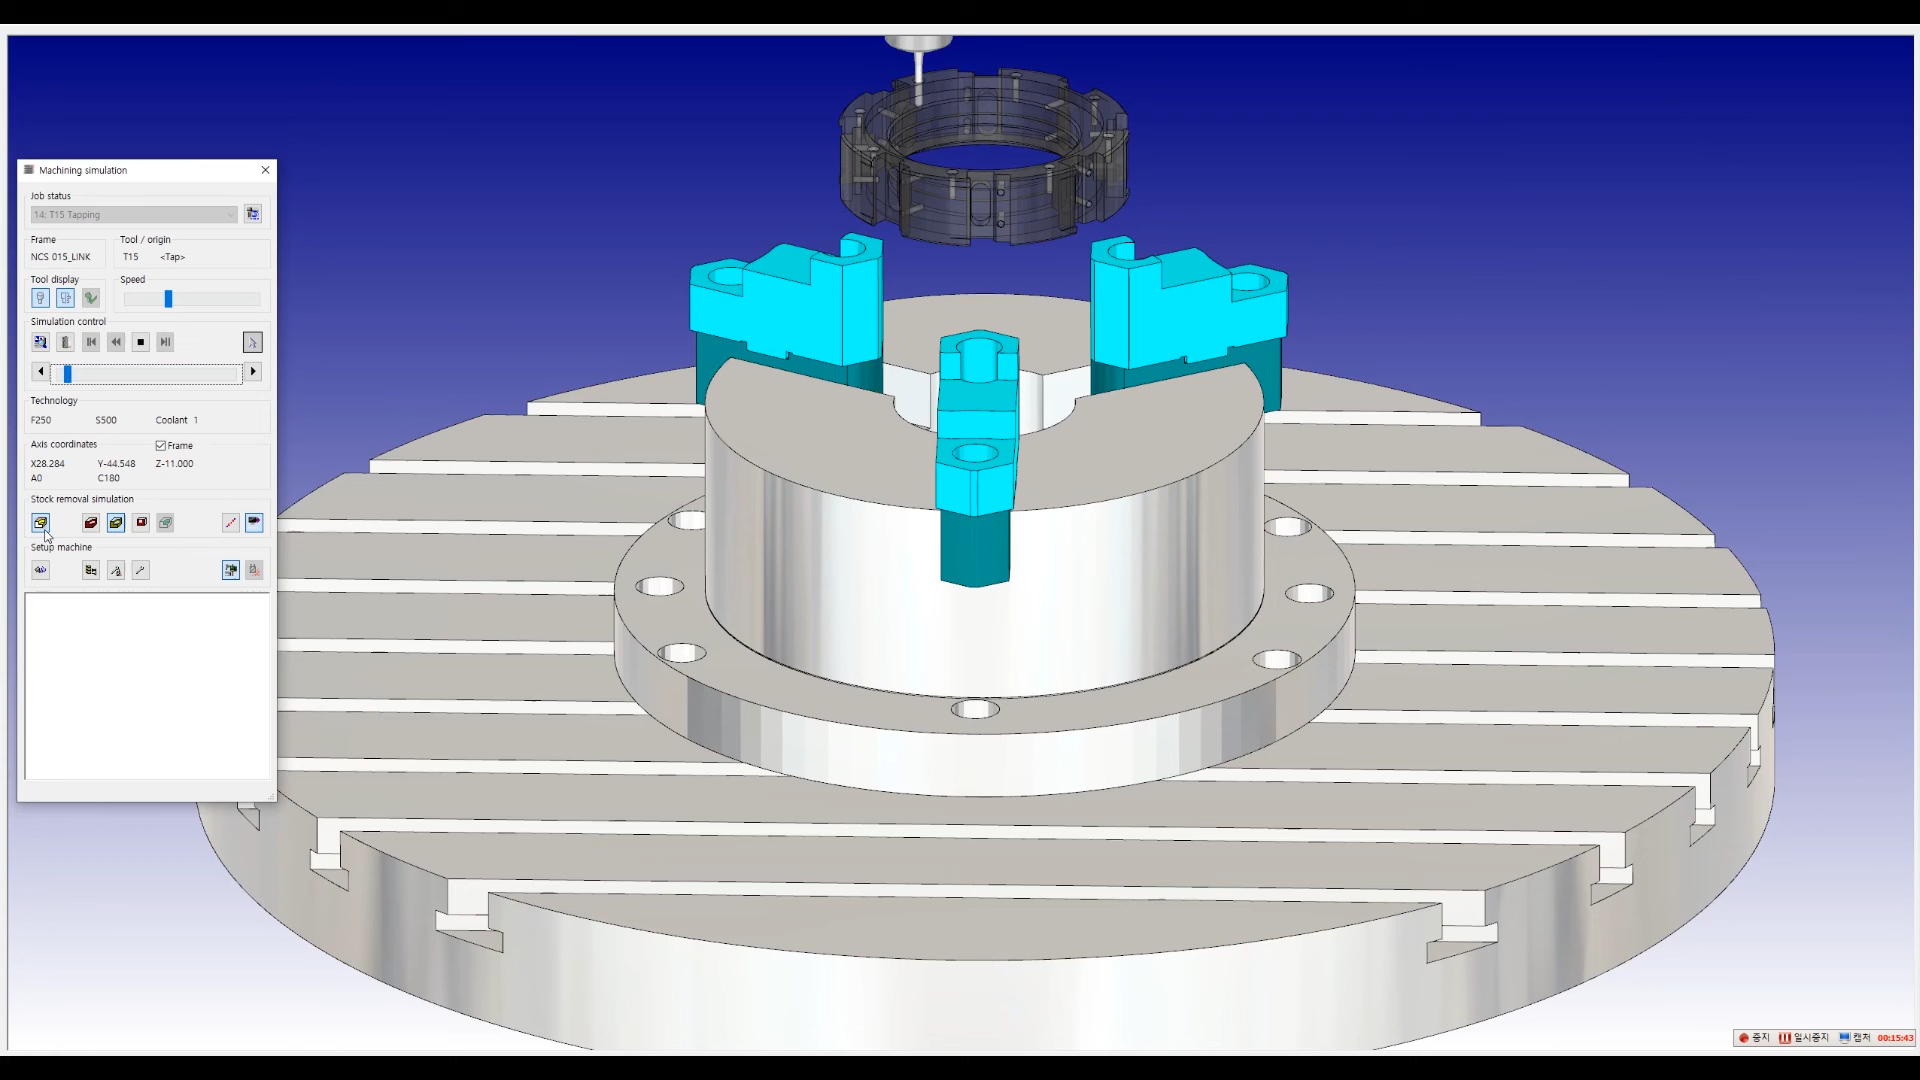 Machining simulation
Job status
14: T15 Tapping
Frame
Tool / origin
NCS 015_LINK
T15 <Tap>
Tool display
Speed
Simulation control
Technology
F250 S500 Coolant 1
Axis coordinates
Frame
X28.284 Y-44.548 Z-11.000
A0 C180
Stock removal simulation
Setup machine
중지 일시중지 캡처 00:15:43